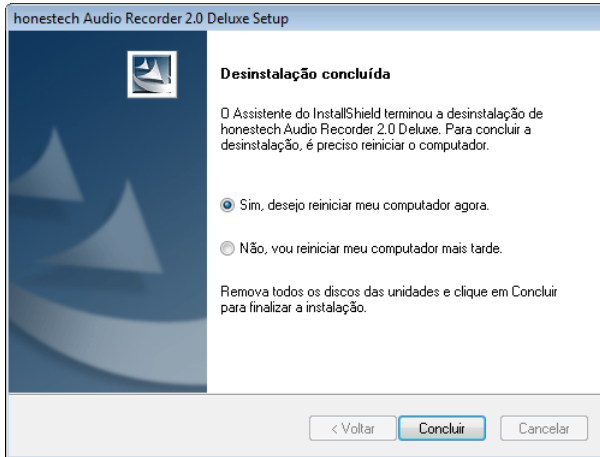 honestech Audio Recorder 2.0 Deluxe Setup
Desinstalação concluída
O Assistente do InstallShield terminou a desinstalação de
honestech Audio Recorder 2.0 Deluxe. Para concluir a
desinstalação, é preciso reiniciar o computador.
Sim, desejo reiniciar meu computador agora.
Não, vou reiniciar meu computador mais tarde.
Remova todos os discos das unidades e clique em Concluir
para finalizar a instalação.
< Voltar Concluir Cancelar